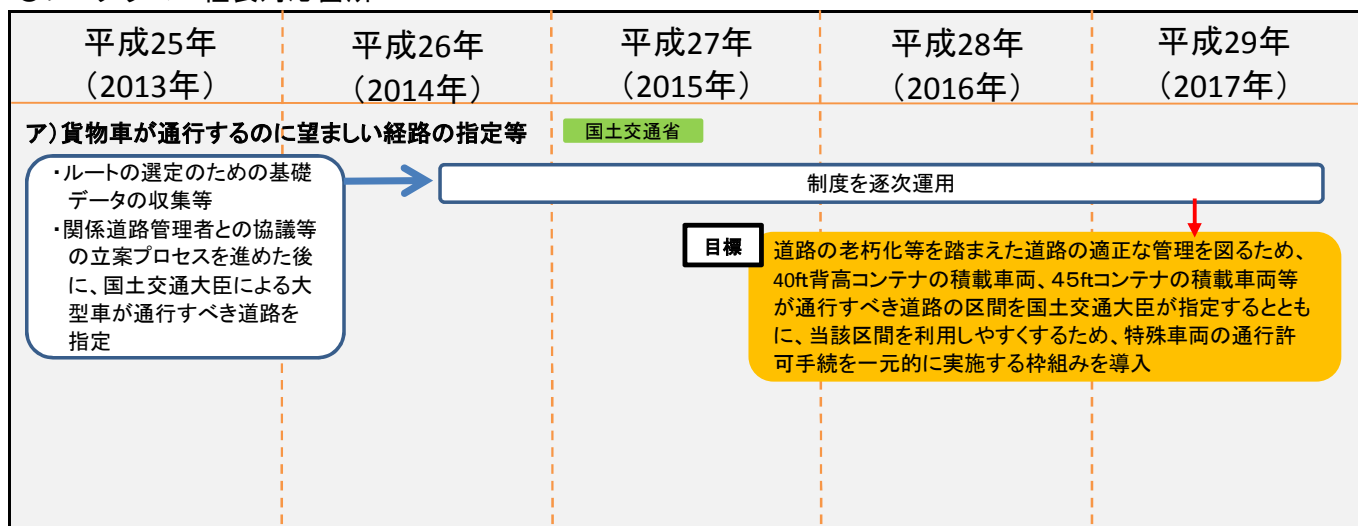 平成25年
（2013年）
平成26年
（2014年）
平成27年
（2015年）
平成28年
（2016年）
平成29年
（2017年）
ア）貨物車が通行するのに望ましい経路の指定等
国土交通省
・ルートの選定のための基礎
データの収集等
・関係道路管理者との協議等
の立案プロセスを進めた後
に、国土交通大臣による大
型車が通行すべき道路を
指定
制度を逐次運用
目標
道路の老朽化等を踏まえた道路の適正な管理を図るため、
40ft背高コンテナの積載車両、45ftコンテナの積載車両等
が通行すべき道路の区間を国土交通大臣が指定するととも
に、当該区間を利用しやすくするため、特殊車両の通行許
可手続を一元的に実施する枠組みを導入